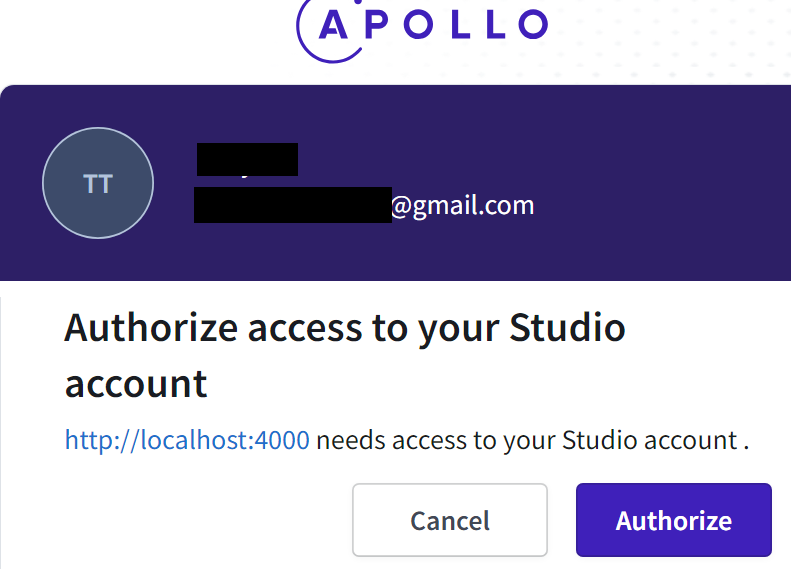 APOLLO
TT
@gmail.com
Authorize access to your Studio
account
http://localhost:4000 needs access to your Studio account .
Cancel
Authorize